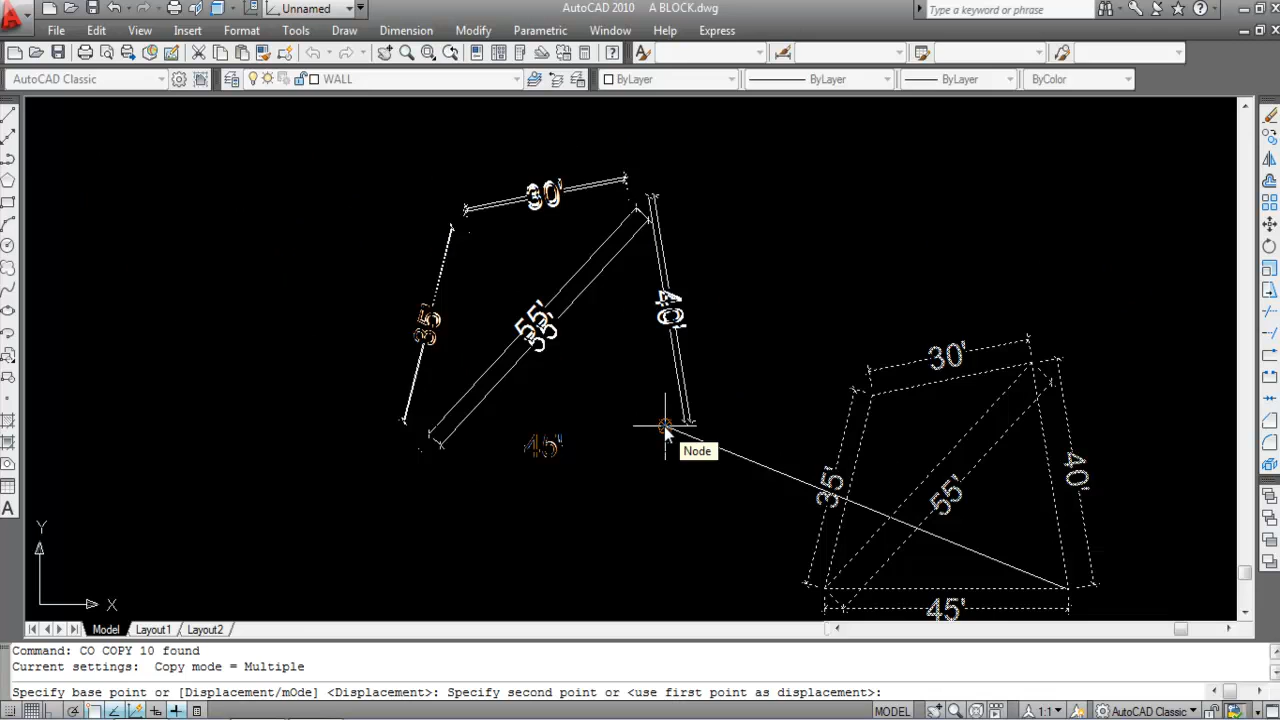 Unnamed
AutoCAD 2010 A BLOCK.dwg
Type a keyword or phrase
File Edit View Insert Format Tools Draw Dimension Modify Parametric Window Help Express
AutoCAD Classic
WALL
ByLayer
ByLayer
ByLayer
ByColor
30'
35'
55'
55'
40'
45'
Node
30'
35'
55'
40'
45'
Y
X
A
Model Layout1 Layout2
Command: CO COPY 10 found
Current settings: Copy mode = Multiple
Specify base point or [Displacement/mOde] <Displacement>: Specify second point or <use first point as displacement>:
MODEL
1:1
AutoCAD Classic